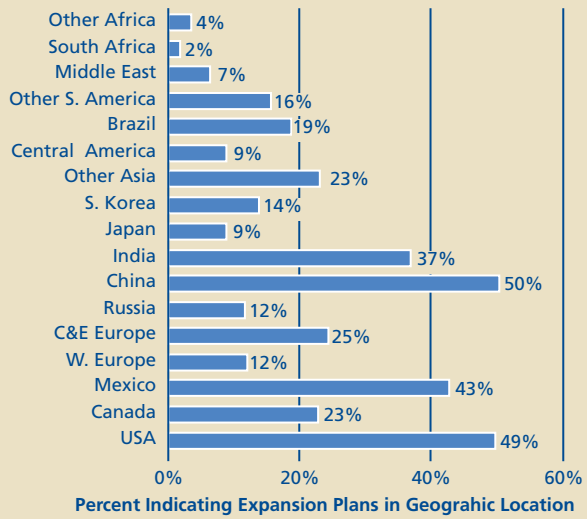 Other Africa 4%
South Africa 2%
Middle East 7%
Other S. America 16%
Brazil 19%
Central America 9%
Other Asia 23%
S. Korea 14%
Japan 9%
India 37%
China 50%
Russia 12%
C&E Europe 25%
W. Europe 12%
Mexico 43%
Canada 23%
USA 49%
0% 20% 40% 60%
Percent Indicating Expansion Plans in Geograhic Location